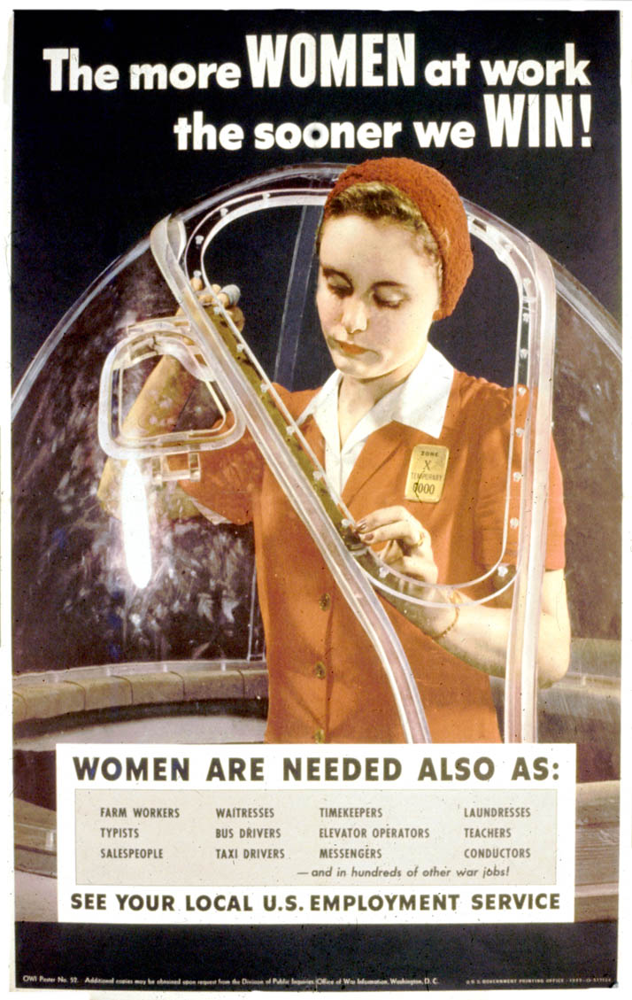 The more WOMEN at work
the sooner we WIN!
ZONE
X
TEMPORARY
0000
WOMEN ARE NEEDED ALSO AS:
FARM WORKERS WAITRESSES TIMEKEEPERS LAUNDRESSES
TYPISTS BUS DRIVERS ELEVATOR OPERATORS TEACHERS
SALESPEOPLE TAXI DRIVERS MESSENGERS CONDUCTORS
—and in hundreds of other war jobs!
SEE YOUR LOCAL U.S. EMPLOYMENT SERVICE
OWI Poster No. 52. Additional copies may be obtained upon request from the Division of Public Inquiries, Office of War Information, Washington, D. C. GOVERNMENT PRINTING OFFICE